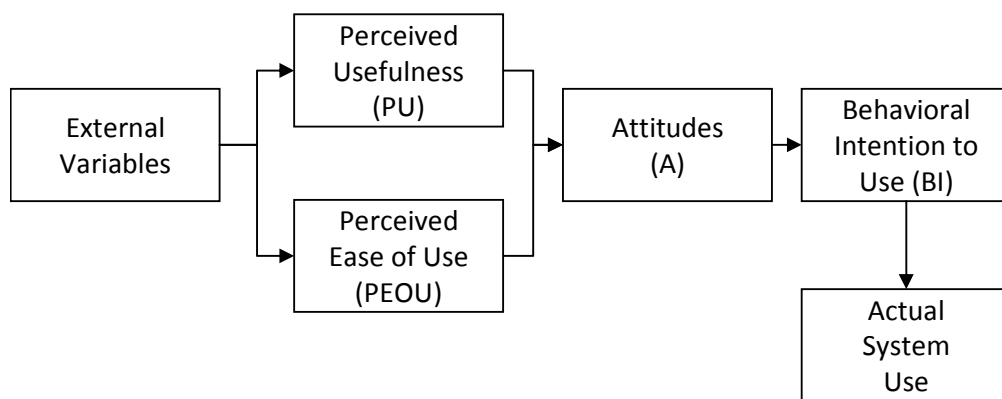 External
Variables
Perceived
Usefulness
(PU)
Perceived
Ease of Use
(PEOU)
Attitudes
(A)
Behavioral
Intention to
Use (BI)
Actual
System
Use